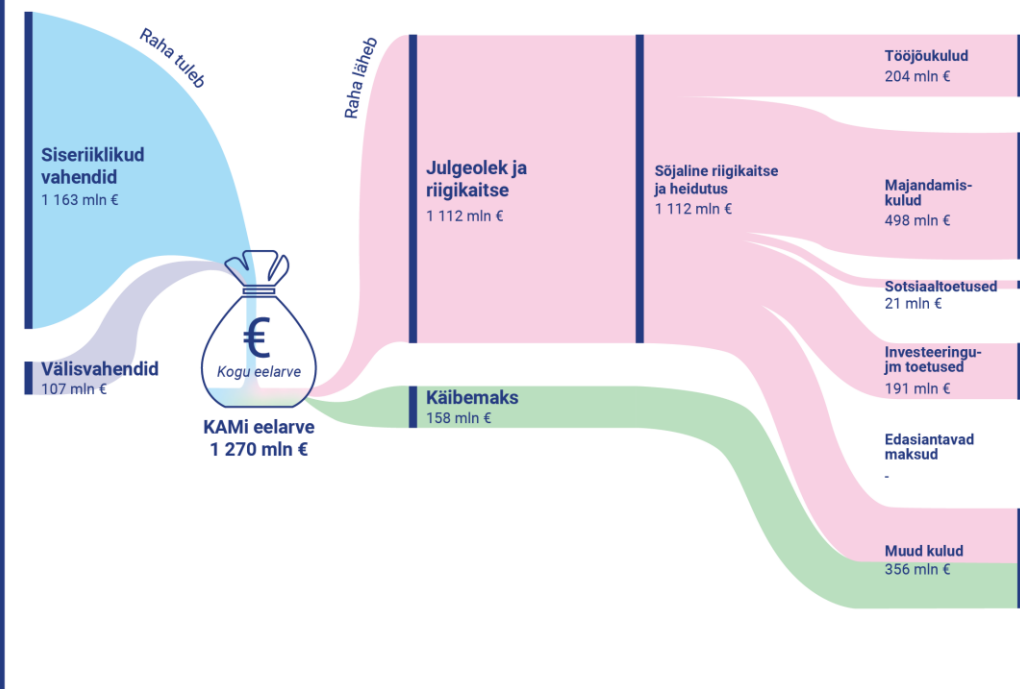 Raha tuleb
Siseriiklikud
vahendid
1 163 mln €
Välisvahendid
107 mln €
€
Kogu eelarve
KAMi eelarve
1 270 mln €
Raha läheb
Julgeolek ja
riigikaitse
1 112 mln €
Käibemaks
158 mln €
Sõjaline riigikaitse
ja heidutus
1 112 mln €
Tööjõukulud
204 mln €
Majandamis-
kulud
498 mln €
Sotsiaaltoetused
21 mln €
Investeeringu-
jm toetused
191 mln €
Edasiantavad
maksud
-
Muud kulud
356 mln €